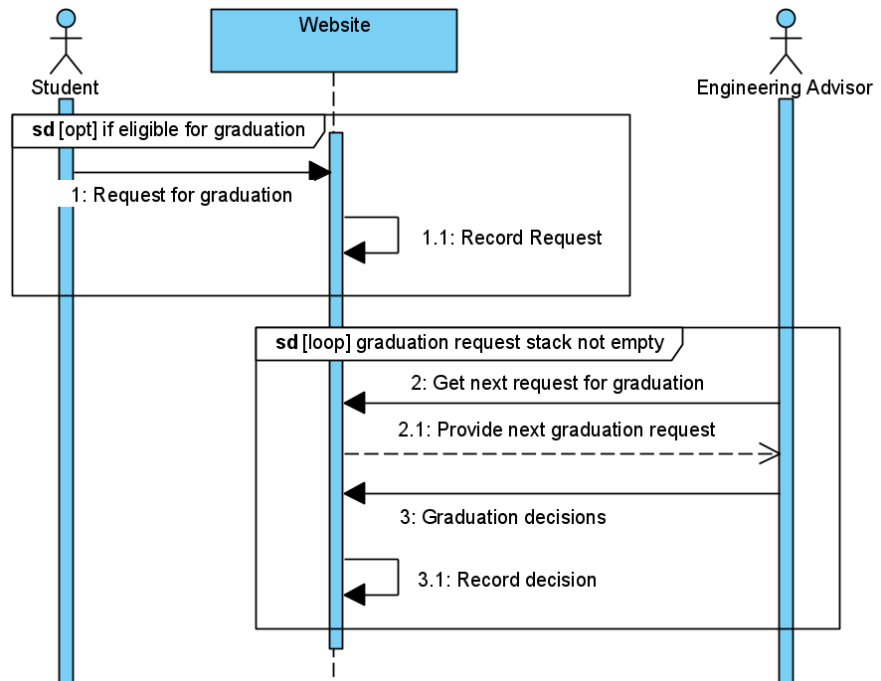 Website
Student
Engineering Advisor
sd [opt] if eligible for graduation
1: Request for graduation
1.1: Record Request
sd [loop] graduation request stack not empty
2: Get next request for graduation
2.1: Provide next graduation request
3: Graduation decisions
3.1: Record decision